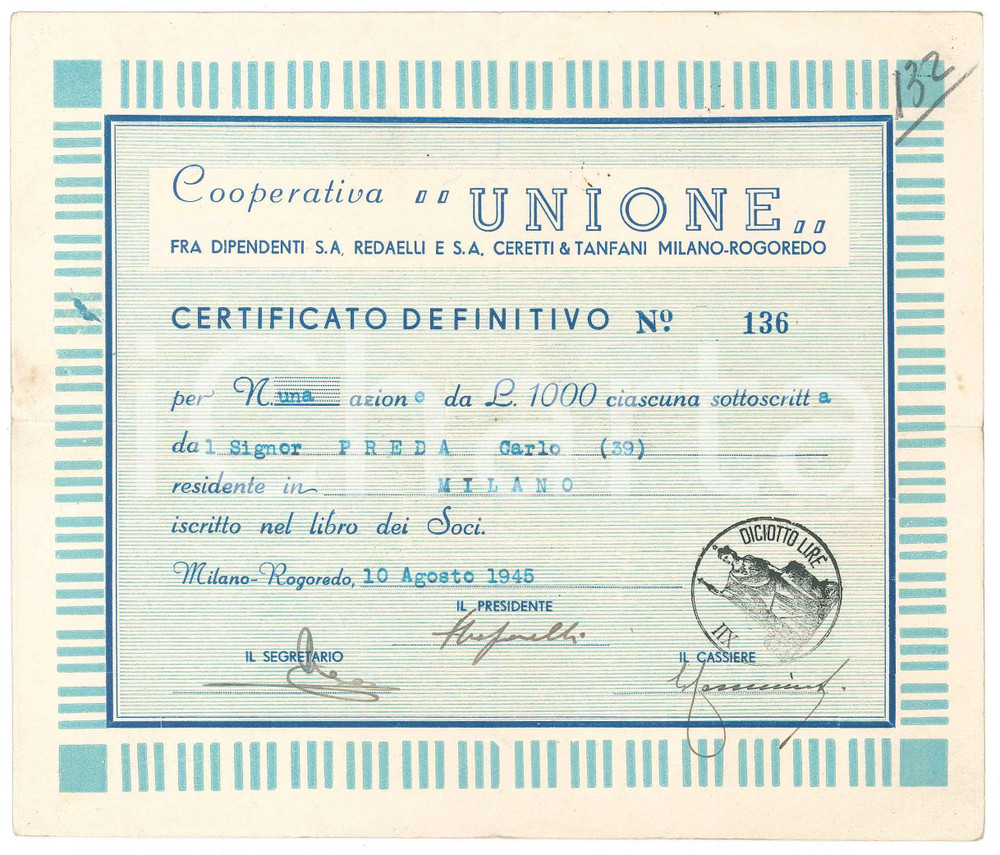 132
Cooperativa "UNIONE„
FRA DIPENDENTI S.A. REDAELLI E S.A. CERETTI & TANFANI MILANO-ROGOREDO
CERTIFICATO DEFINITIVO Nº 136
per N. una azione da L. 1000 ciascuna sottoscritta
dal Signor PREDA Carlo (39)
residente in MILANO
iscritto nel libro dei Soci.
Milano-Rogoredo, 10 Agosto 1945
DICIOTTO LIRE
XII
IL PRESIDENTE
IL SEGRETARIO
IL CASSIERE